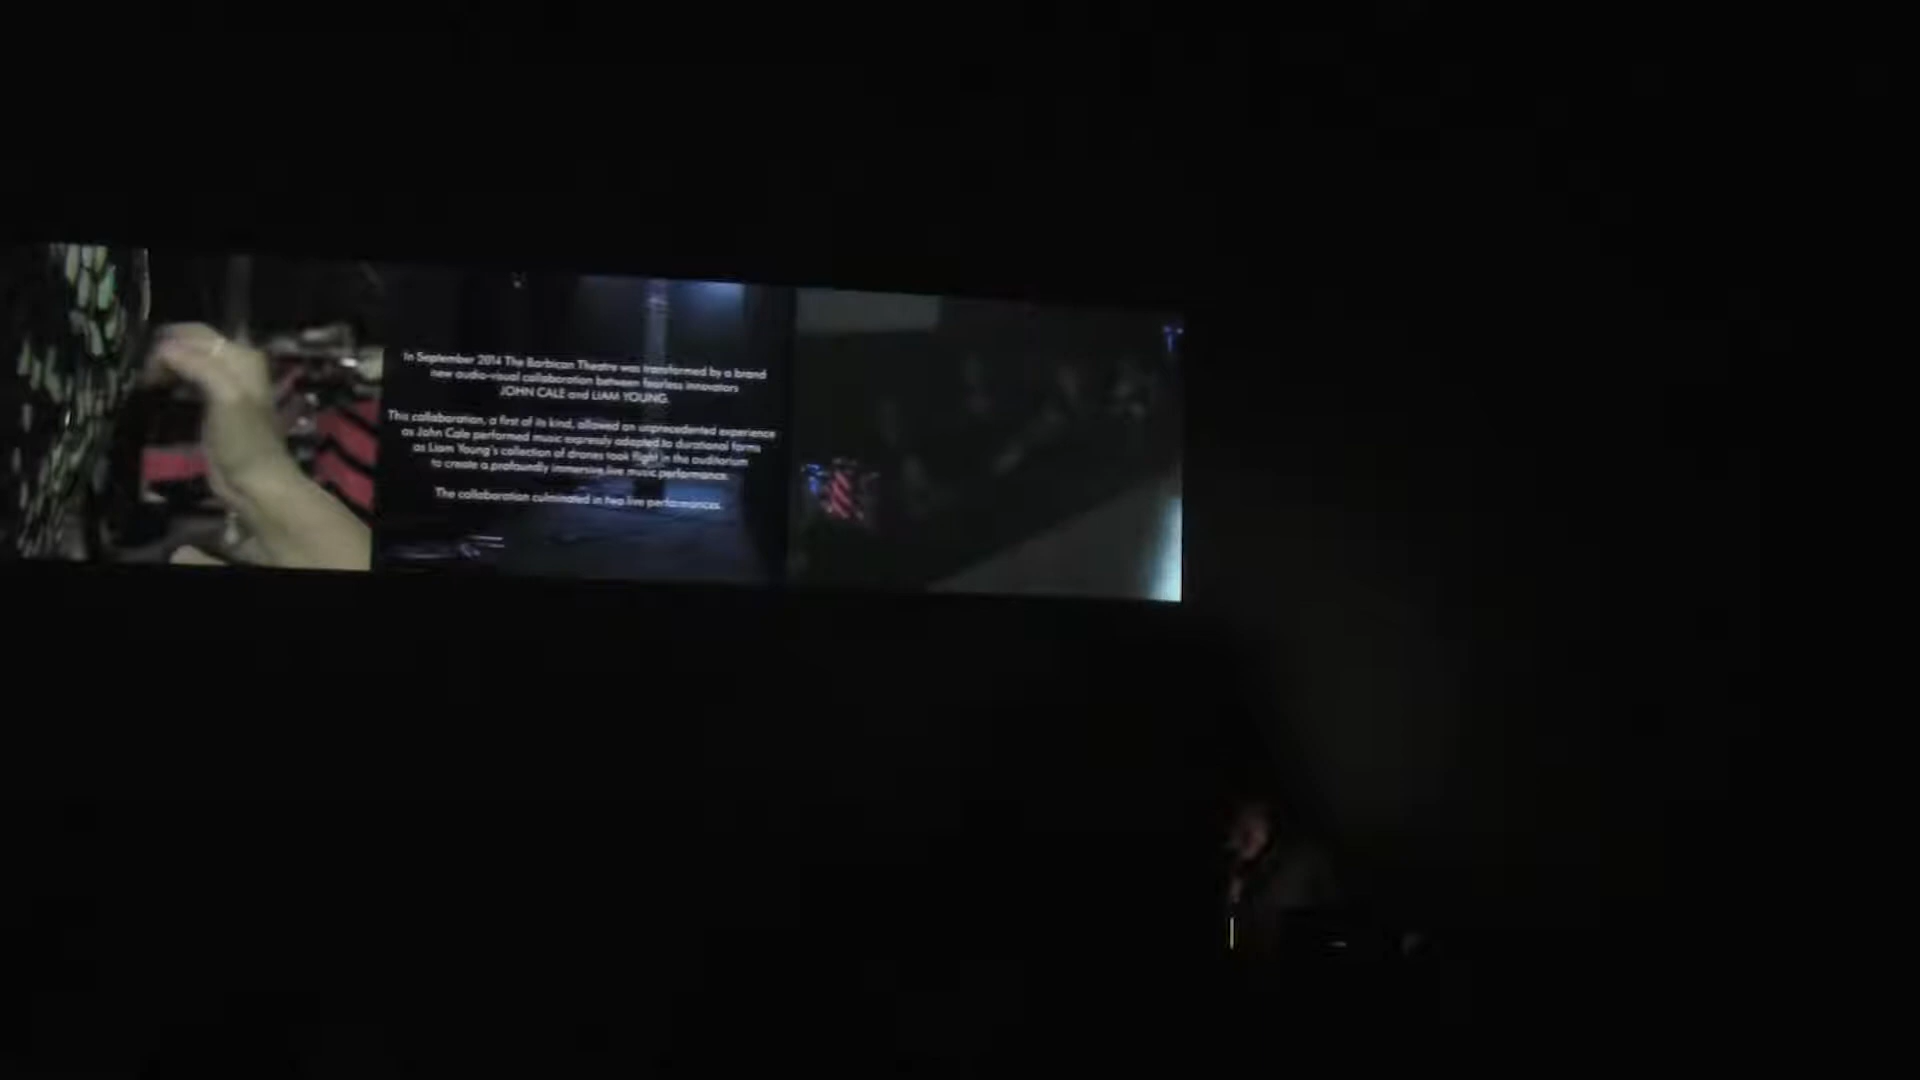 In September 2014 The Barbican Theatre was transformed by a brand
new audio-visual collaboration between fearless innovators
JOHN CALE and LIAM YOUNG.
This collaboration, a first of its kind, allowed an unprecedented experience
as John Cale performed music expressly adapted to durational forms
as Liam Young's collection of drones took flight in the auditorium
to create a profoundly immersive live music performance.
The collaboration culminated in two live performances.